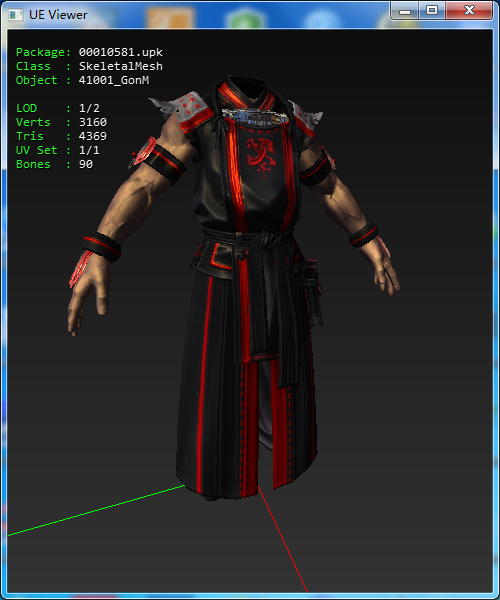 UE Viewer
Package: 00010581.upk
Class : SkeletalMesh
Object : 41001_GonM
LOD : 1/2
Verts : 3160
Tris : 4369
UV Set : 1/1
Bones : 90